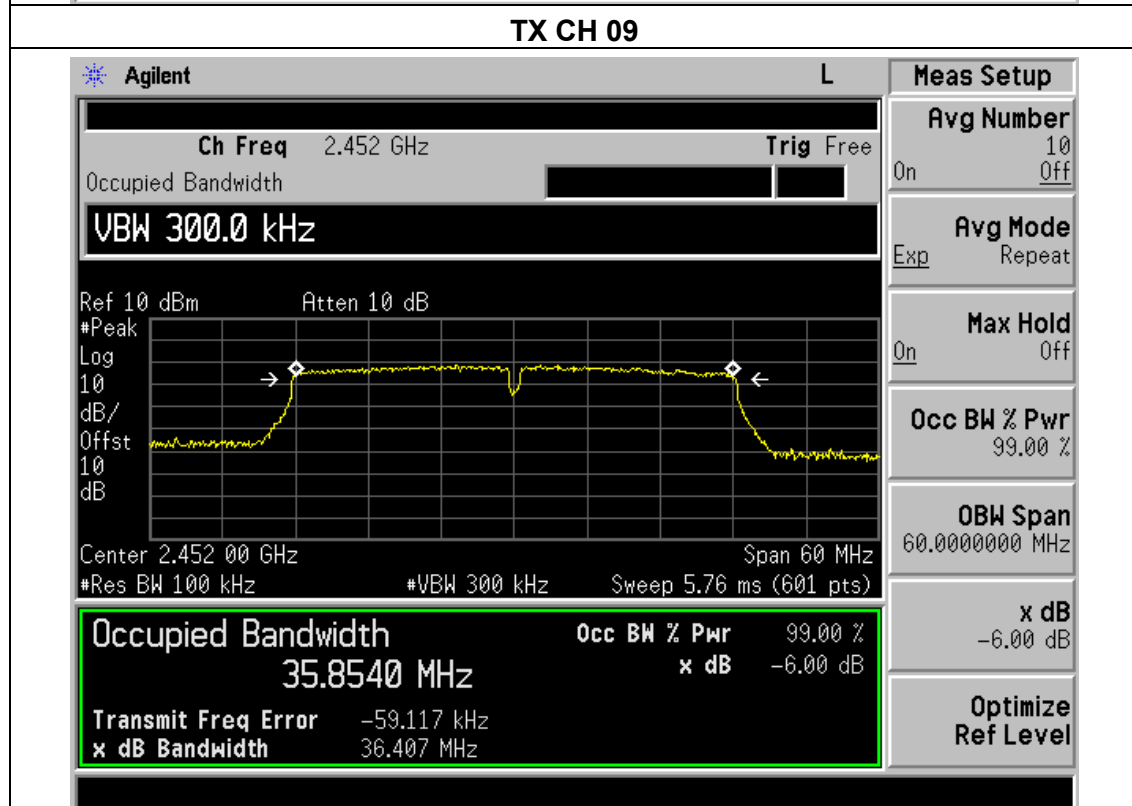 TX CH 09
Agilent L Meas Setup
Ch Freq 2.452 GHz Trig Free
Occupied Bandwidth
VBW 300.0 kHz
Ref 10 dBm Atten 10 dB
#Peak
Log
10
dB/
Offst
10
dB
Center 2.452 00 GHz Span 60 MHz
#Res BW 100 kHz #VBW 300 kHz Sweep 5.76 ms (601 pts)
Occupied Bandwidth Occ BW % Pwr 99.00 %
35.8540 MHz x dB -6.00 dB
Transmit Freq Error -59.117 kHz
x dB Bandwidth 36.407 MHz
Avg Number
10
On Off
Avg Mode
Exp Repeat
Max Hold
On Off
Occ BW % Pwr
99.00 %
OBW Span
60.0000000 MHz
x dB
-6.00 dB
Optimize
Ref Level